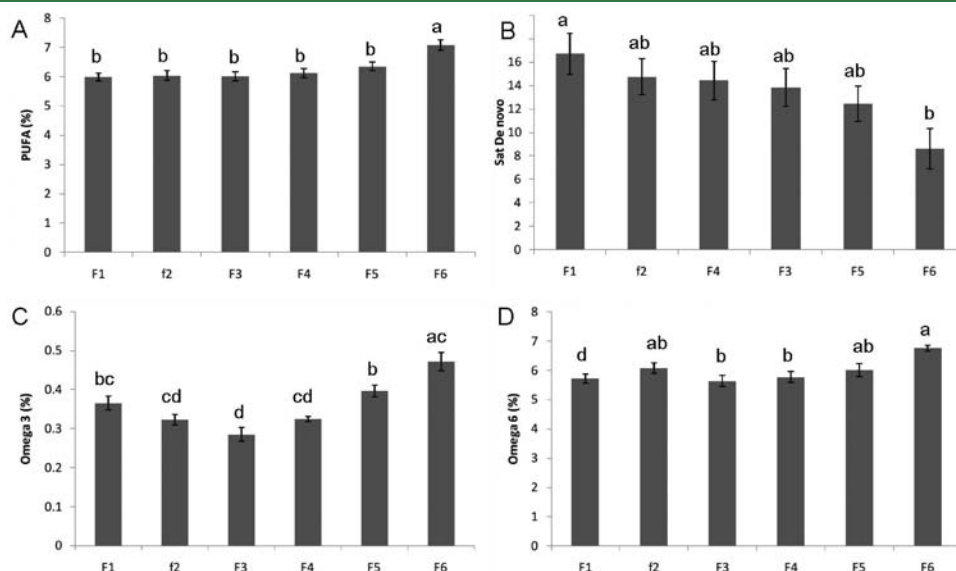 A
PUFA (%)
8
7
6
5
4
3
2
1
0
b
b
b
b
b
a
F1
f2
F3
F4
F5
F6
B
Sat De novo
16
14
12
10
8
6
4
2
0
a
ab
ab
ab
ab
b
F1
f2
F4
F3
F5
F6
C
Omega 3 (%)
0.6
0.5
0.4
0.3
0.2
0.1
0
bc
cd
d
cd
b
ac
F1
f2
F3
F4
F5
F6
D
Omega 6 (%)
8
7
6
5
4
3
2
1
0
d
ab
b
b
ab
a
F1
f2
F3
F4
F5
F6